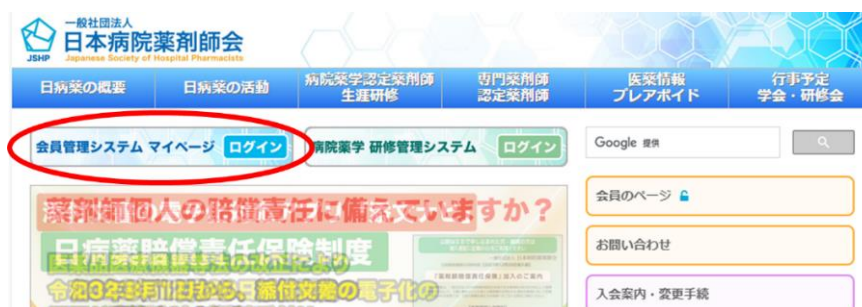 一般社団法人
日本病院薬剤師会
JSHP Japanese Society of Hospital Pharmacists
日病薬の概要
日病薬の活動
病院薬学認定薬剤師
生涯研修
専門薬剤師
認定薬剤師
医薬情報
プレアボイド
行事予定
学会・研修会
会員管理システム マイページ ログイン
病院薬学 研修管理システム ログイン
Google 提供
薬剤師個人の賠償責任に備えていますか?
日病薬賠償責任保険制度
会員のページ
お問い合わせ
入会案内・変更手続